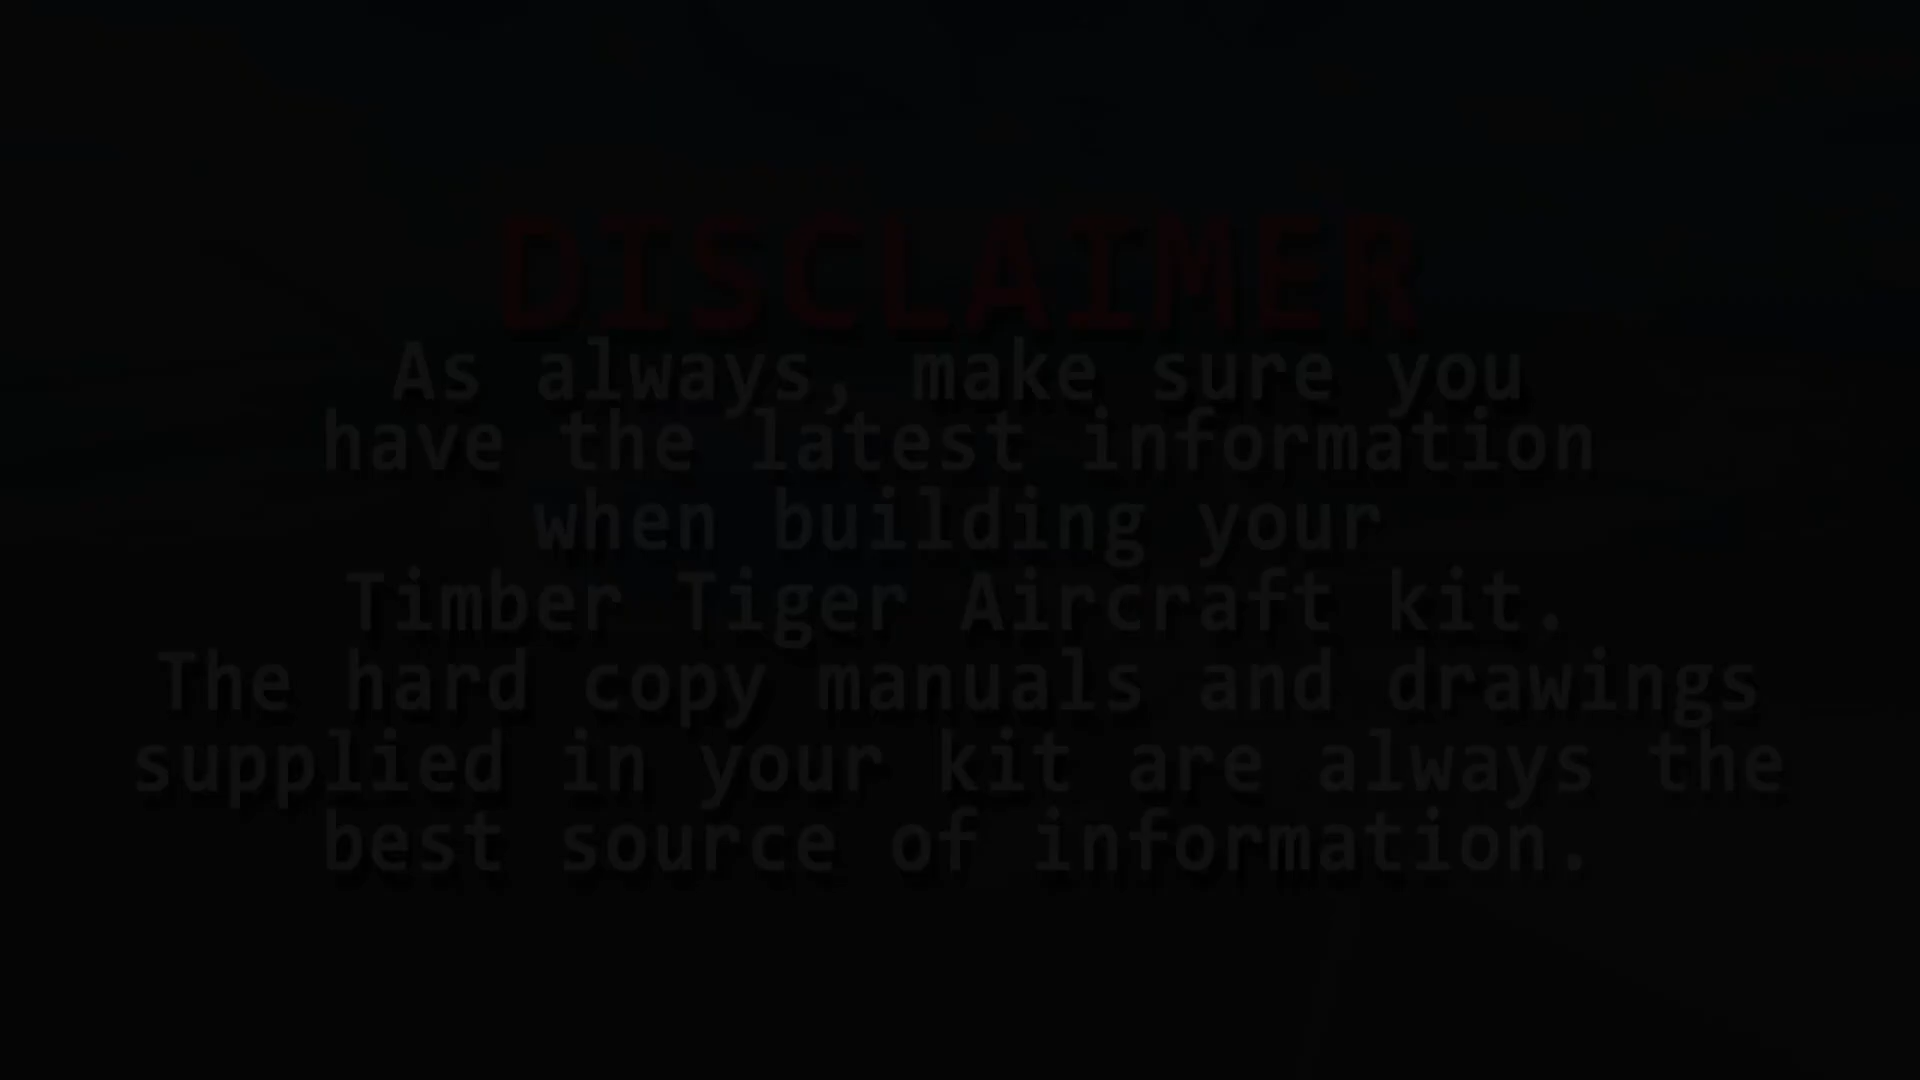 DISCLAIMER
As always, make sure you
have the latest information
when building your
Timber Tiger Aircraft kit.
The hard copy manuals and drawings
supplied in your kit are always the
best source of information.